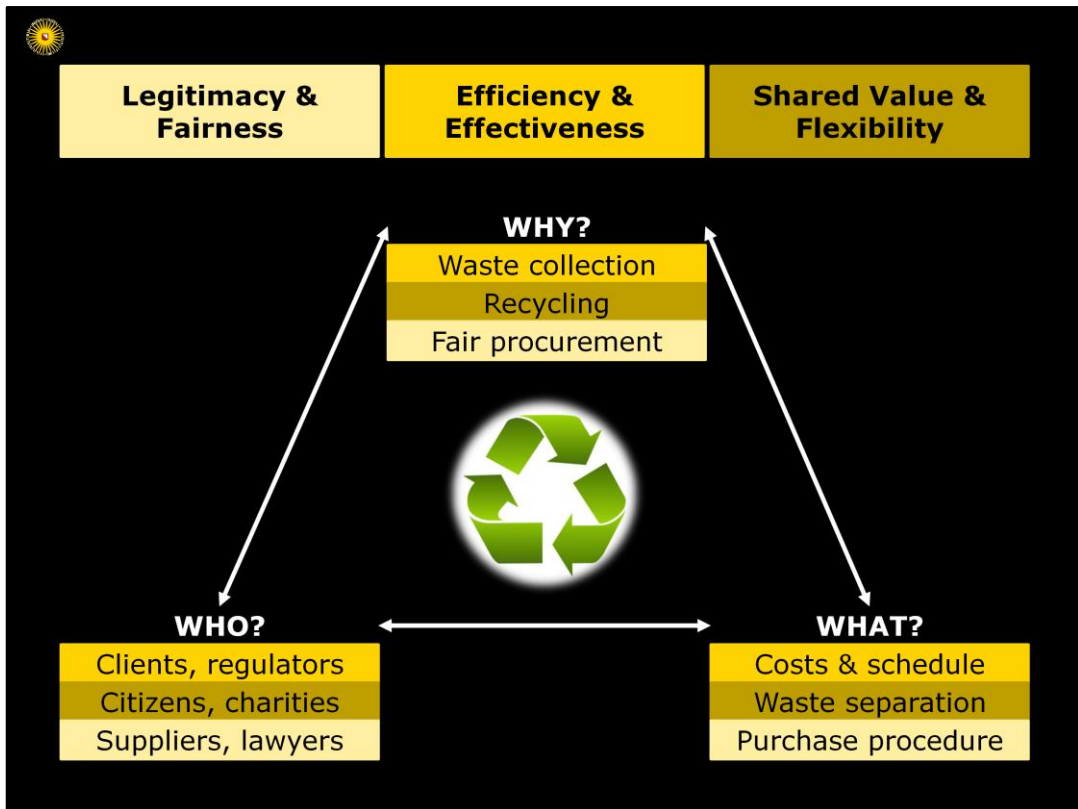 Legitimacy &
Fairness
Efficiency &
Effectiveness
Shared Value &
Flexibility
WHY?
Waste collection
Recycling
Fair procurement
WHO?
Clients, regulators
Citizens, charities
Suppliers, lawyers
WHAT?
Costs & schedule
Waste separation
Purchase procedure